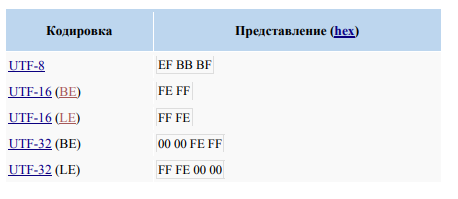 Кодировка Представление (hex)
UTF-8 EF BB BF
UTF-16 (BE) FE FF
UTF-16 (LE) FF FE
UTF-32 (BE) 00 00 FE FF
UTF-32 (LE) FF FE 00 00